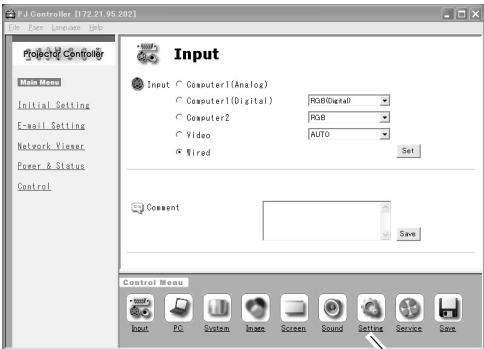 PJ Controller [172.21.95.202]
File Page Language Help
Projector Controller
Main Menu
Initial Setting
E-mail Setting
Network Viewer
Power & Status
Control
Input
Input
Computer1(Analog)
Computer1(Digital) RGB(Digital)
Computer2 RGB
Video AUTO
Wired Set
Comment
Save
Control Menu
Input PC System Image Screen Sound Setting Service Save